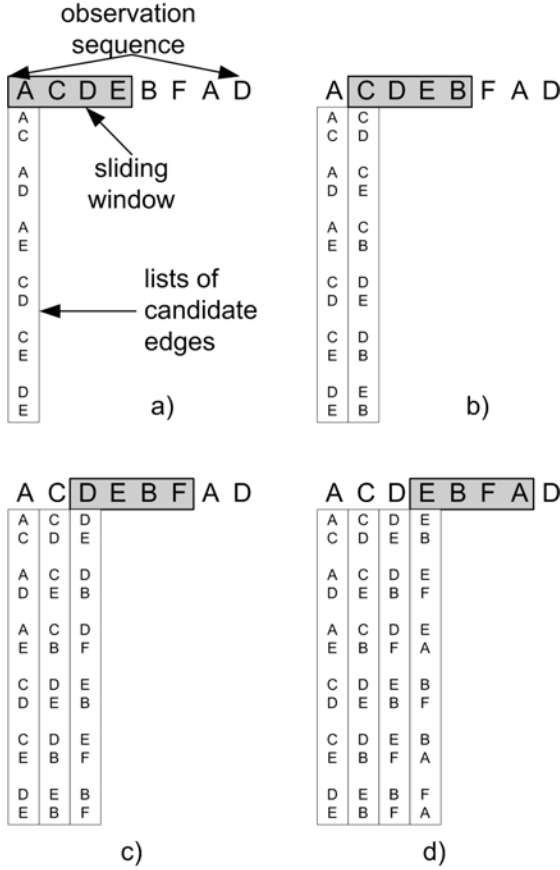 observation
sequence
A C D E B F A D
A
C
A
D
A
E
C
D
C
E
D
E
sliding
window
lists of
candidate
edges
a)
A C D E B F A D
A C
C D
A C
D E
A C
E B
C D
D E
C D
E B
D E
E B
b)
A C D E B F A D
A C D
C D E
A C D
D E B
A C D
E B F
C D E
D E B
C D E
E B F
D E B
E B F
c)
A C D E B F A D
A C D E
C D E B
A C D E
D E B F
A C D E
E B F A
C D E B
D E B F
C D E B
E B F A
D E B F
E B F A
d)